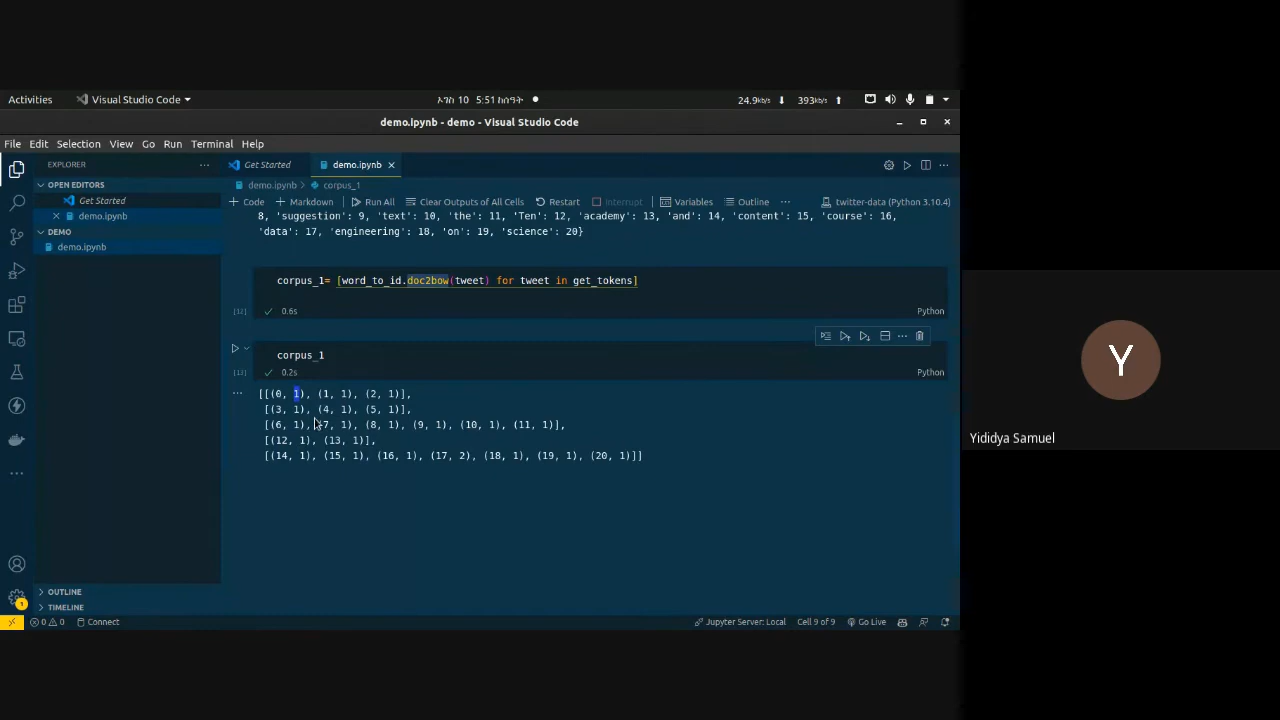 Activities Visual Studio Code ኦገስ 10 5:51 ከሰዓት 24.9kb/s 393kb/s
demo.ipynb - demo - Visual Studio Code
File Edit Selection View Go Run Terminal Help
EXPLORER Get Started demo.ipynb
OPEN EDITORS demo.ipynb > corpus_1
Get Started + Code + Markdown Run All Clear Outputs of All Cells Restart Interrupt Variables Outline twitter-data (Python 3.10.4)
demo.ipynb 8, 'suggestion': 9, 'text': 10, 'the': 11, 'Ten': 12, 'academy': 13, 'and': 14, 'content': 15, 'course': 16,
DEMO 'data': 17, 'engineering': 18, 'on': 19, 'science': 20}
demo.ipynb
corpus_1= [word_to_id.doc2bow(tweet) for tweet in get_tokens]
0.6s Python
corpus_1
[13] 0.2s Python
[[(0, 1), (1, 1), (2, 1)],
[(3, 1), (4, 1), (5, 1)],
[(6, 1), (7, 1), (8, 1), (9, 1), (10, 1), (11, 1)],
[(12, 1), (13, 1)],
[(14, 1), (15, 1), (16, 1), (17, 2), (18, 1), (19, 1), (20, 1)]]
Y
Yididya Samuel
OUTLINE
TIMELINE
1
0 0 Connect Jupyter Server: Local Cell 9 of 9 Go Live